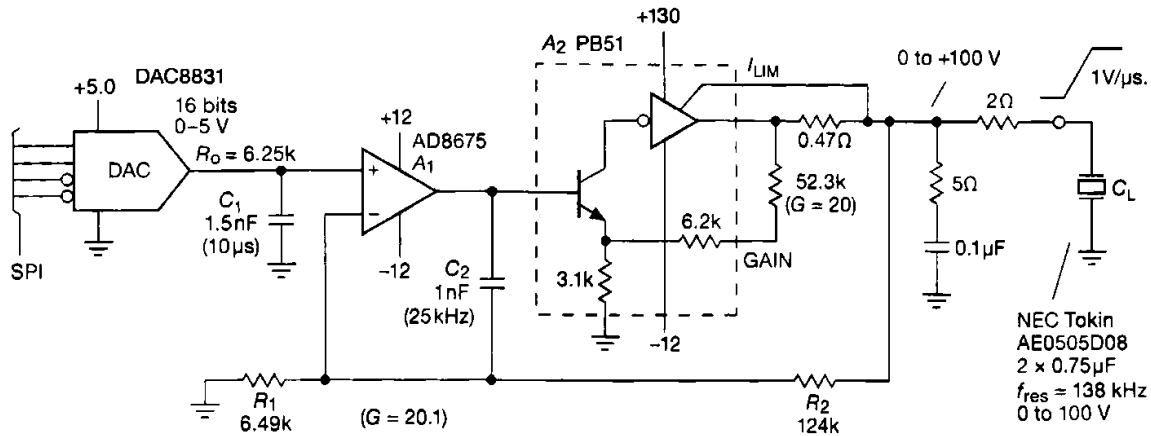 DAC8831
+5.0
16 bits
0–5 V
DAC
SPI
Ro = 6.25k
C1
1.5nF
(10µs)
+12
AD8675
A1
+
−
−12
C2
1nF
(25kHz)
R1
6.49k
(G = 20.1)
R2
124k
A2 PB51
+130
ILIM
0.47Ω
52.3k
(G = 20)
6.2k
GAIN
3.1k
−12
0 to +100 V
2Ω
1V/µs.
5Ω
0.1µF
CL
NEC Tokin
AE0505D08
2 × 0.75µF
fres = 138 kHz
0 to 100 V